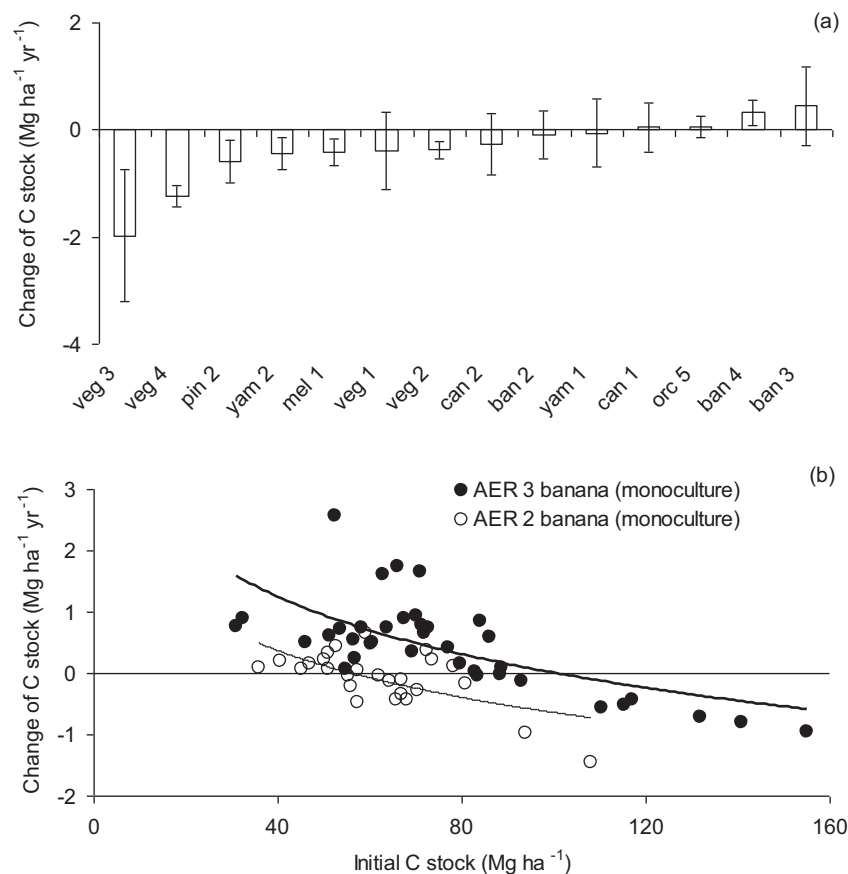 (a)
Change of C stock (Mg ha⁻¹ yr⁻¹)
2
0
-2
-4
veg 3
veg 4
pin 2
yam 2
mel 1
veg 1
veg 2
can 2
ban 2
yam 1
can 1
orc 5
ban 4
ban 3
(b)
AER 3 banana (monoculture)
AER 2 banana (monoculture)
Change of C stock (Mg ha⁻¹ yr⁻¹)
3
2
1
0
-1
-2
0 40 80 120 160
Initial C stock (Mg ha ⁻¹)